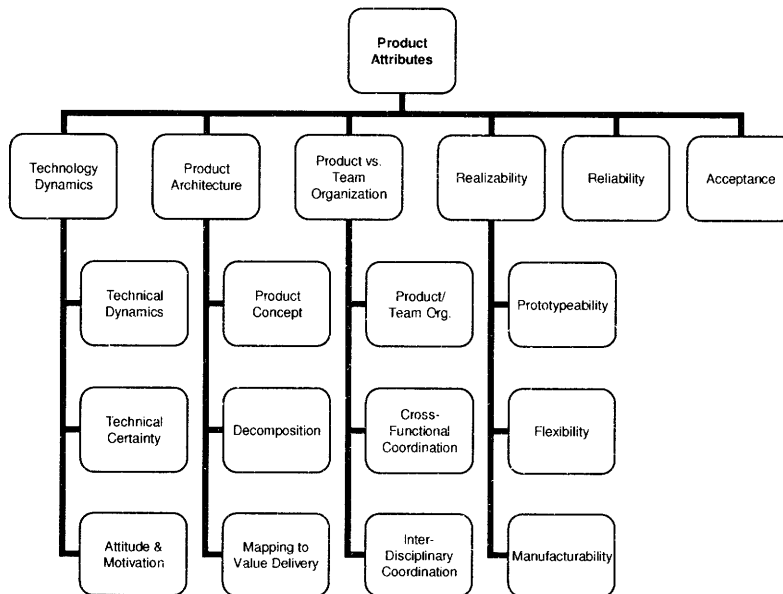 Product
Attributes
Technology
Dynamics
Product
Architecture
Product vs.
Team
Organization
Realizability
Reliability
Acceptance
Technical
Dynamics
Product
Concept
Product/
Team Org.
Prototypeability
Technical
Certainty
Decomposition
Cross-
Functional
Coordination
Flexibility
Attitude &
Motivation
Mapping to
Value Delivery
Inter-
Disciplinary
Coordination
Manufacturability